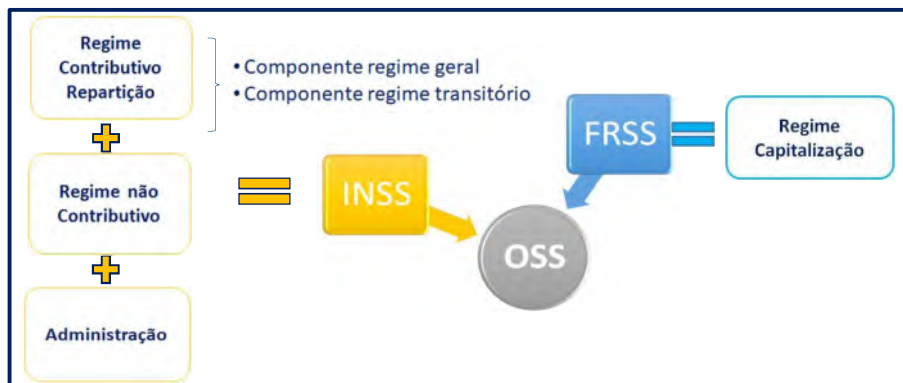 Regime
Contributivo
Repartição
• Componente regime geral
• Componente regime transitório
Regime não
Contributivo
Administração
INSS
OSS
FRSS
Regime
Capitalização